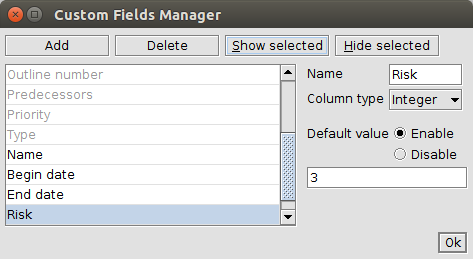 Custom Fields Manager
Add Delete Show selected Hide selected
Outline number
Predecessors
Priority
Type
Name
Begin date
End date
Risk
Name Risk
Column type Integer
Default value Enable
Disable
3
Ok